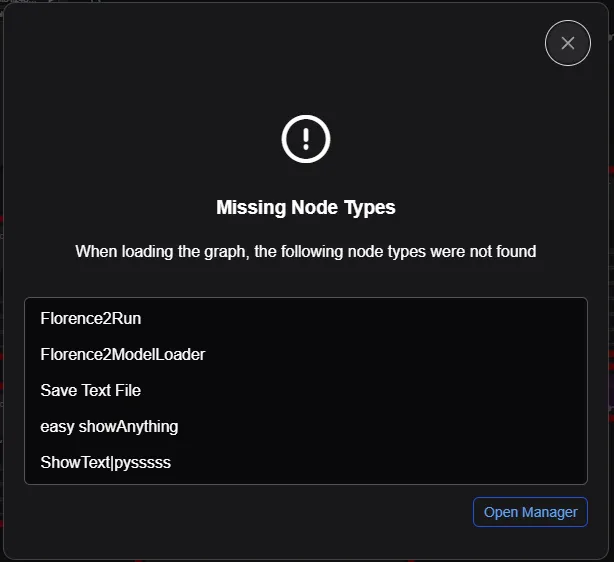 Missing Node Types
When loading the graph, the following node types were not found
Florence2Run
Florence2ModelLoader
Save Text File
easy showAnything
ShowText|pysssss
Open Manager